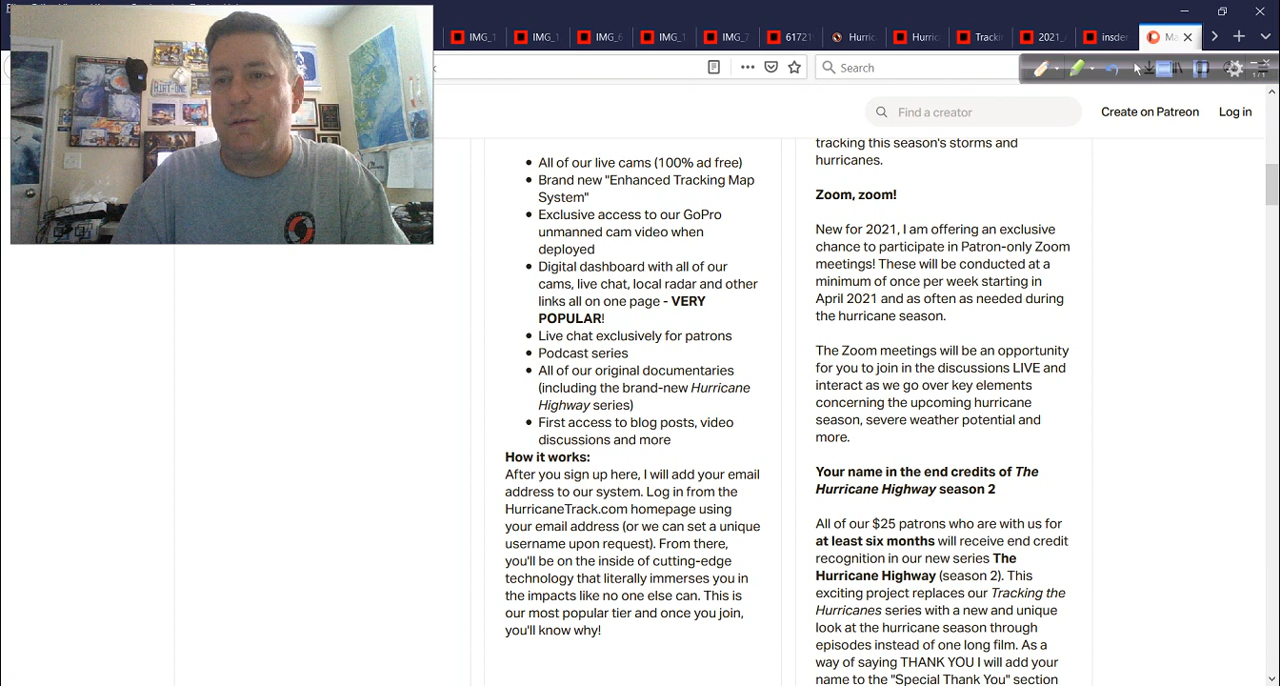 IMG_1
IMG_1
IMG_6
IMG_1
IMG_7
61721
Hurric
Hurric
Tracki
2021_
insde
Ma
Search
Find a creator
Create on Patreon
Log in
All of our live cams (100% ad free)
Brand new "Enhanced Tracking Map
System"
Exclusive access to our GoPro
unmanned cam video when
deployed
Digital dashboard with all of our
cams, live chat, local radar and other
links all on one page - VERY
POPULAR!
Live chat exclusively for patrons
Podcast series
All of our original documentaries
(including the brand-new Hurricane
Highway series)
First access to blog posts, video
discussions and more
How it works:
After you sign up here, I will add your email
address to our system. Log in from the
HurricaneTrack.com homepage using
your email address (or we can set a unique
username upon request). From there,
you'll be on the inside of cutting-edge
technology that literally immerses you in
the impacts like no one else can. This is
our most popular tier and once you join,
you'll know why!
tracking this season's storms and
hurricanes.
Zoom, zoom!
New for 2021, I am offering an exclusive
chance to participate in Patron-only Zoom
meetings! These will be conducted at a
minimum of once per week starting in
April 2021 and as often as needed during
the hurricane season.
The Zoom meetings will be an opportunity
for you to join in the discussions LIVE and
interact as we go over key elements
concerning the upcoming hurricane
season, severe weather potential and
more.
Your name in the end credits of The
Hurricane Highway season 2
All of our $25 patrons who are with us for
at least six months will receive end credit
recognition in our new series The
Hurricane Highway (season 2). This
exciting project replaces our Tracking the
Hurricanes series with a new and unique
look at the hurricane season through
episodes instead of one long film. As a
way of saying THANK YOU I will add your
name to the "Special Thank You" section